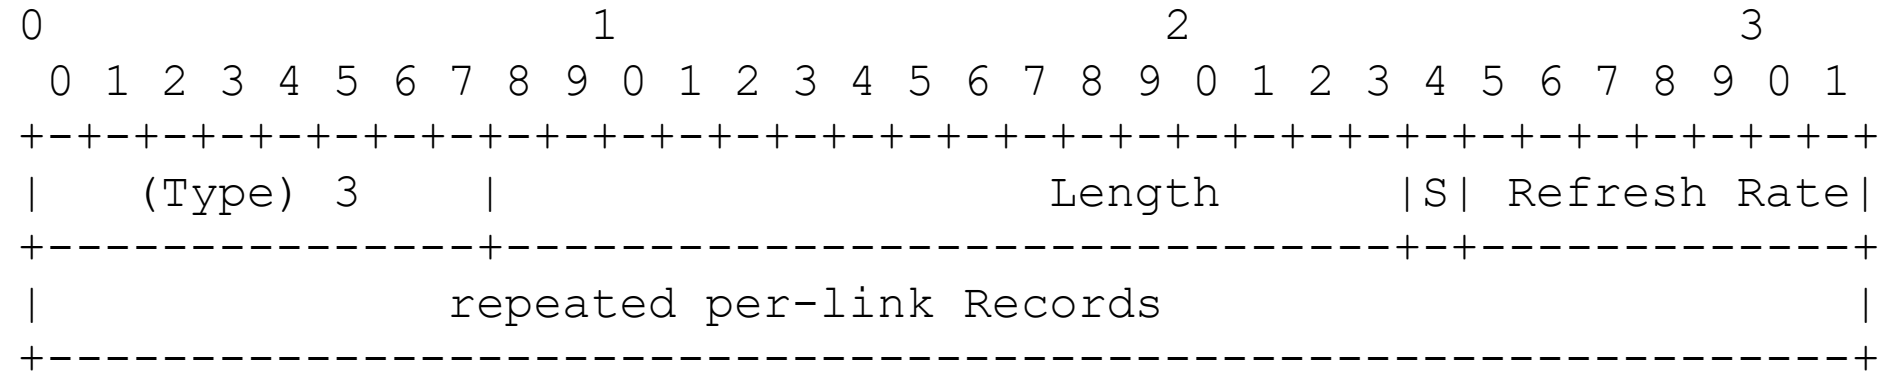 0                   1                   2                   3
 0 1 2 3 4 5 6 7 8 9 0 1 2 3 4 5 6 7 8 9 0 1 2 3 4 5 6 7 8 9 0 1
+-+-+-+-+-+-+-+-+-+-+-+-+-+-+-+-+-+-+-+-+-+-+-+-+-+-+-+-+-+-+-+-+
|   (Type) 3    |                   Length      |S| Refresh Rate|
+---------------+-------------------------------+-+-------------+
|              repeated per-link Records                        |
+---------------------------------------------------------------+